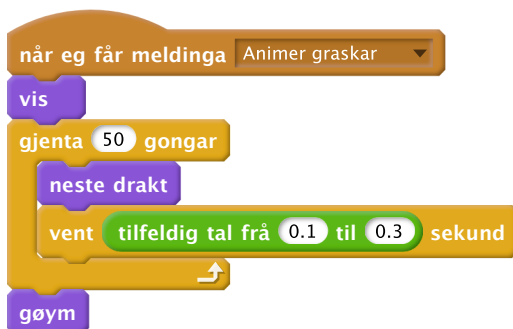 når eg får meldinga Animer graskar
vis
gjenta 50 gongar
neste drakt
vent tilfeldig tal frå 0.1 til 0.3 sekund
gøym